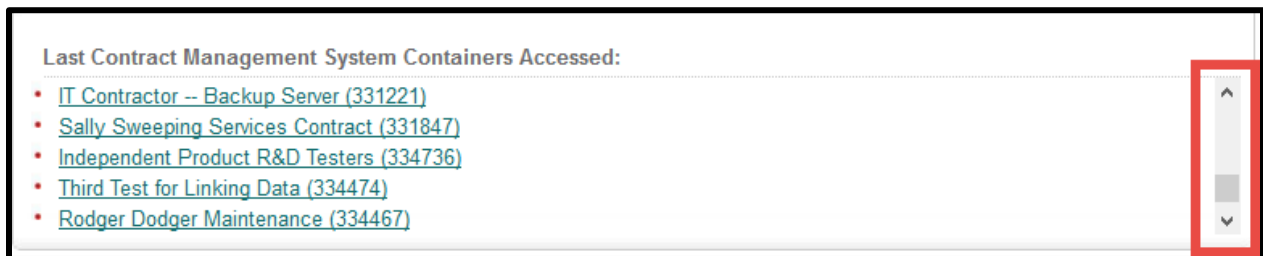 Last Contract Management System Containers Accessed:
IT Contractor -- Backup Server (331221)
Sally Sweeping Services Contract (331847)
Independent Product R&D Testers (334736)
Third Test for Linking Data (334474)
Rodger Dodger Maintenance (334467)